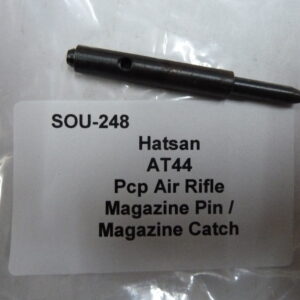 SOU-248
Hatsan
AT44
Pcp Air Rifle
Magazine Pin /
Magazine Catch